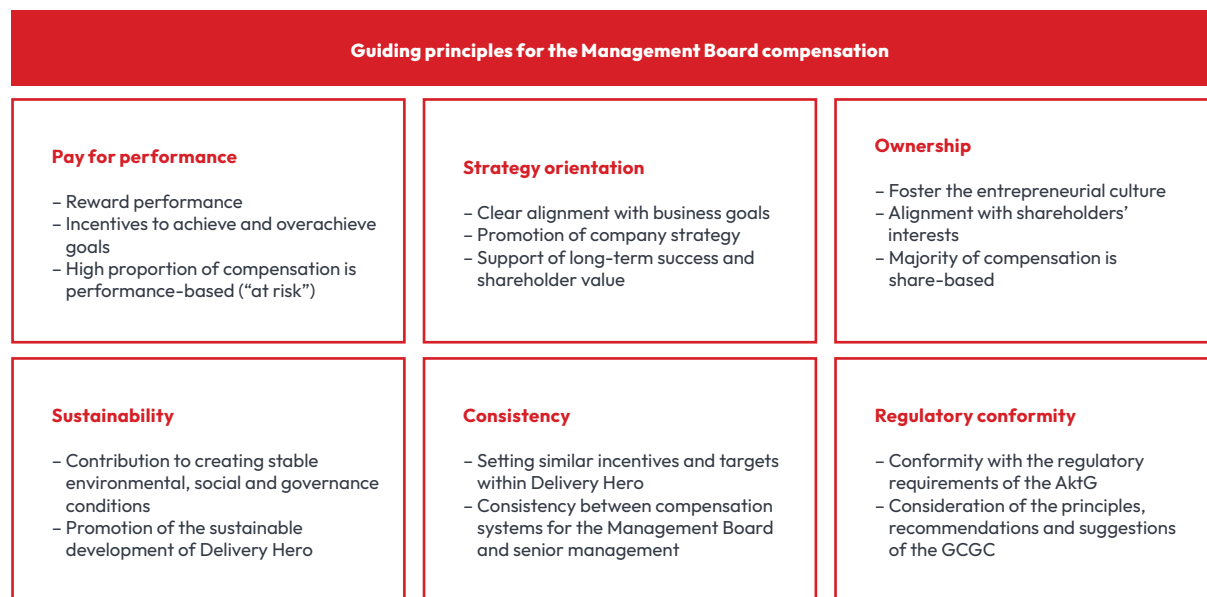 Guiding principles for the Management Board compensation
Pay for performance
– Reward performance
– Incentives to achieve and overachieve
goals
– High proportion of compensation is
performance-based (“at risk”)
Strategy orientation
– Clear alignment with business goals
– Promotion of company strategy
– Support of long-term success and
shareholder value
Ownership
– Foster the entrepreneurial culture
– Alignment with shareholders’
interests
– Majority of compensation is
share-based
Sustainability
– Contribution to creating stable
environmental, social and governance
conditions
– Promotion of the sustainable
development of Delivery Hero
Consistency
– Setting similar incentives and targets
within Delivery Hero
– Consistency between compensation
systems for the Management Board
and senior management
Regulatory conformity
– Conformity with the regulatory
requirements of the AktG
– Consideration of the principles,
recommendations and suggestions
of the GCGC